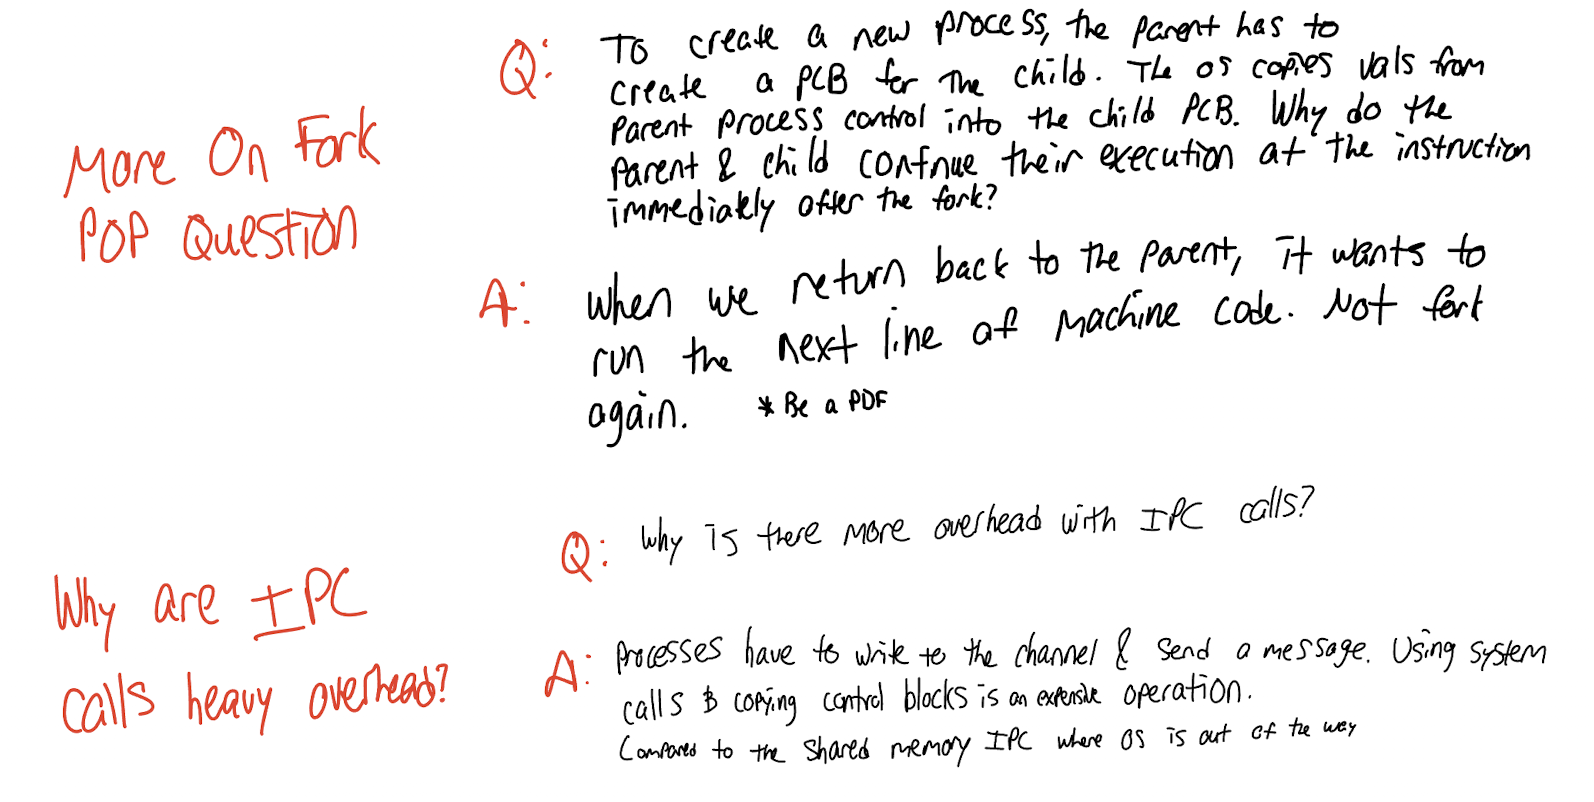 More On Fork
POP Question
Q:
To create a new process, the parent has to
create a PCB for The child. The OS copies vals from
Parent process control into the child PCB. Why do the
Parent & child continue their execution at the instruction
immediately after the fork?
A:
When we return back to the parent, it wants to
run the next line of machine code. Not fork
again. * Be a PDF
Why are IPC
calls heavy overhead?
Q: Why is there more overhead with IPC calls?
A:
Processes have to write to the channel & send a message. Using system
calls & copying control blocks is an expensive operation.
Compared to the shared memory IPC where OS is out of the way